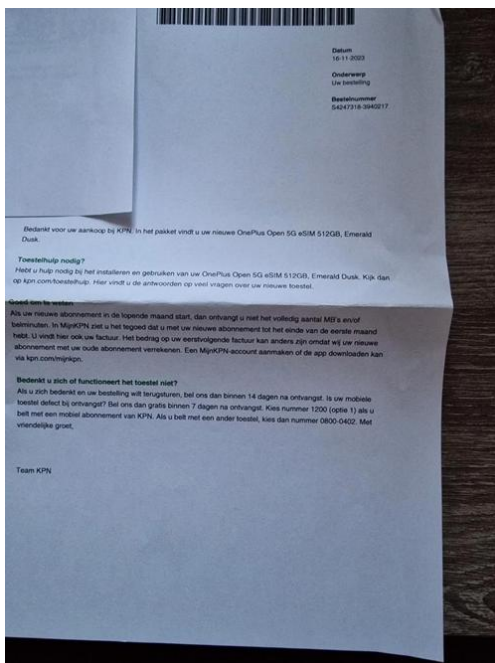 Datum
16-11-2023
Onderwerp
Uw bestelling
Bestelnummer
S4247318-3940217
Bedankt voor uw aankoop bij KPN. In het pakket vindt u uw nieuwe OnePlus Open 5G eSIM 512GB, Emerald
Dusk.
Toestelhulp nodig?
Hebt u hulp nodig bij het installeren en gebruiken van uw OnePlus Open 5G eSIM 512GB, Emerald Dusk. Kijk dan
op kpn.com/toestelhulp. Hier vindt u de antwoorden op veel vragen over uw nieuwe toestel.
Goed om te weten
Als uw nieuwe abonnement in de lopende maand start, dan ontvangt u niet het volledig aantal MB's en/of
belminuten. In MijnKPN ziet u het tegoed dat u met uw nieuwe abonnement tot het einde van de eerste maand
hebt. U vindt hier ook uw factuur. Het bedrag op uw eerstvolgende factuur kan anders zijn omdat wij uw nieuwe
abonnement met uw oude abonnement verrekenen. Een MijnKPN-account aanmaken of de app downloaden kan
via kpn.com/mijnkpn.
Bedenkt u zich of functioneert het toestel niet?
Als u zich bedenkt en uw bestelling wilt terugsturen, bel ons dan binnen 14 dagen na ontvangst. Is uw mobiele
toestel defect bij ontvangst? Bel ons dan gratis binnen 7 dagen na ontvangst. Kies nummer 1200 (optie 1) als u
belt met een mobiel abonnement van KPN. Als u belt met een ander toestel, kies dan nummer 0800-0402. Met
vriendelijke groet,
Team KPN